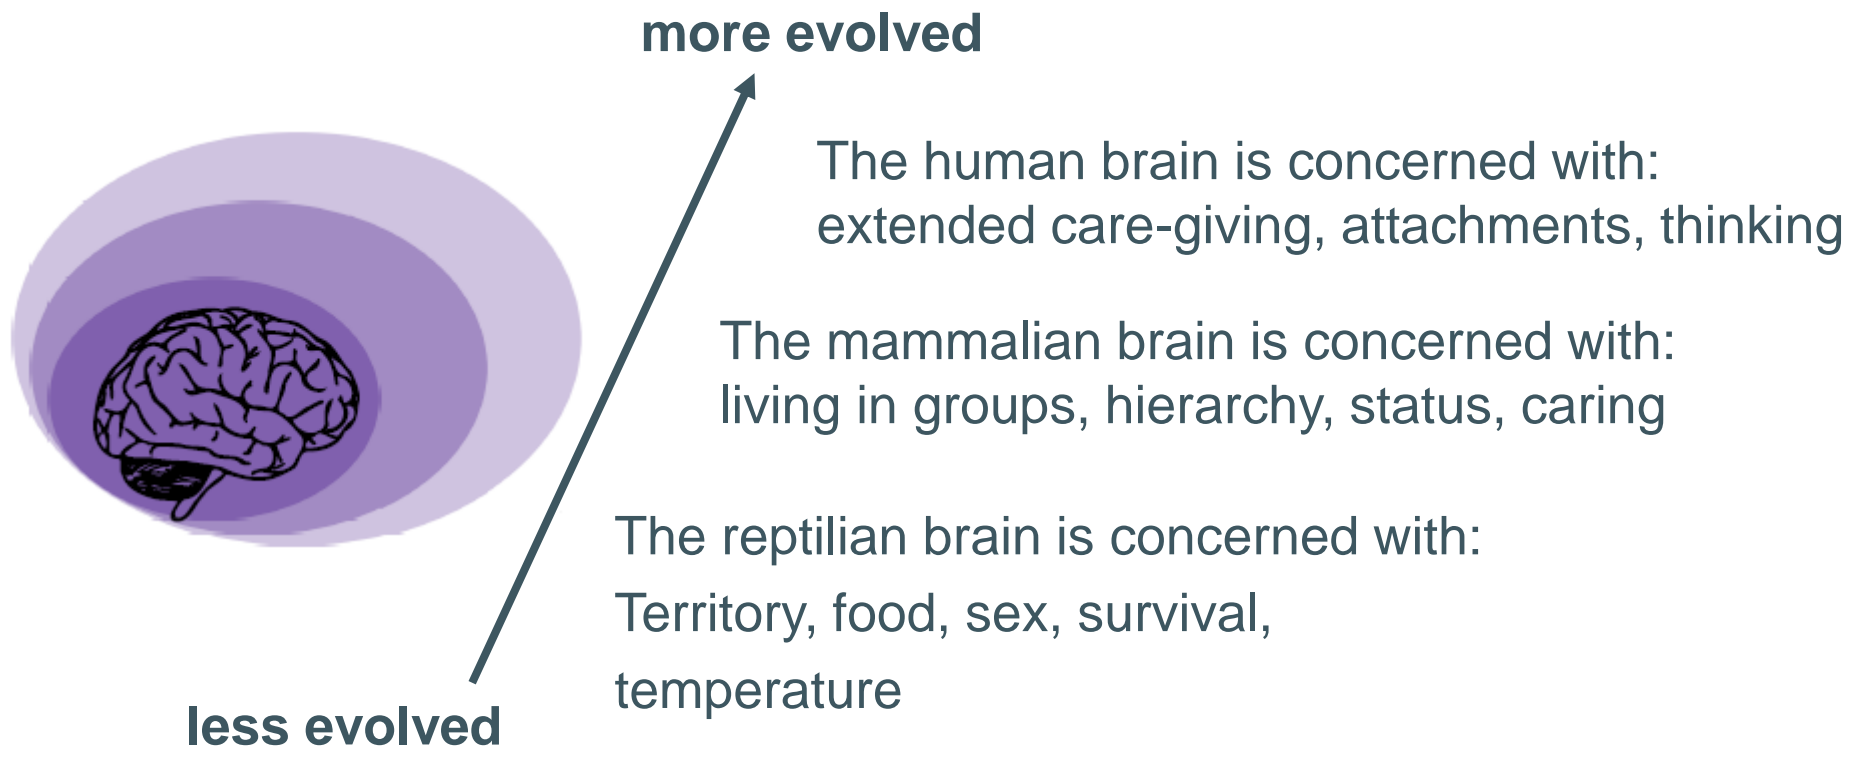 more evolved
The human brain is concerned with:
extended care-giving, attachments, thinking
The mammalian brain is concerned with:
living in groups, hierarchy, status, caring
The reptilian brain is concerned with:
Territory, food, sex, survival,
temperature
less evolved